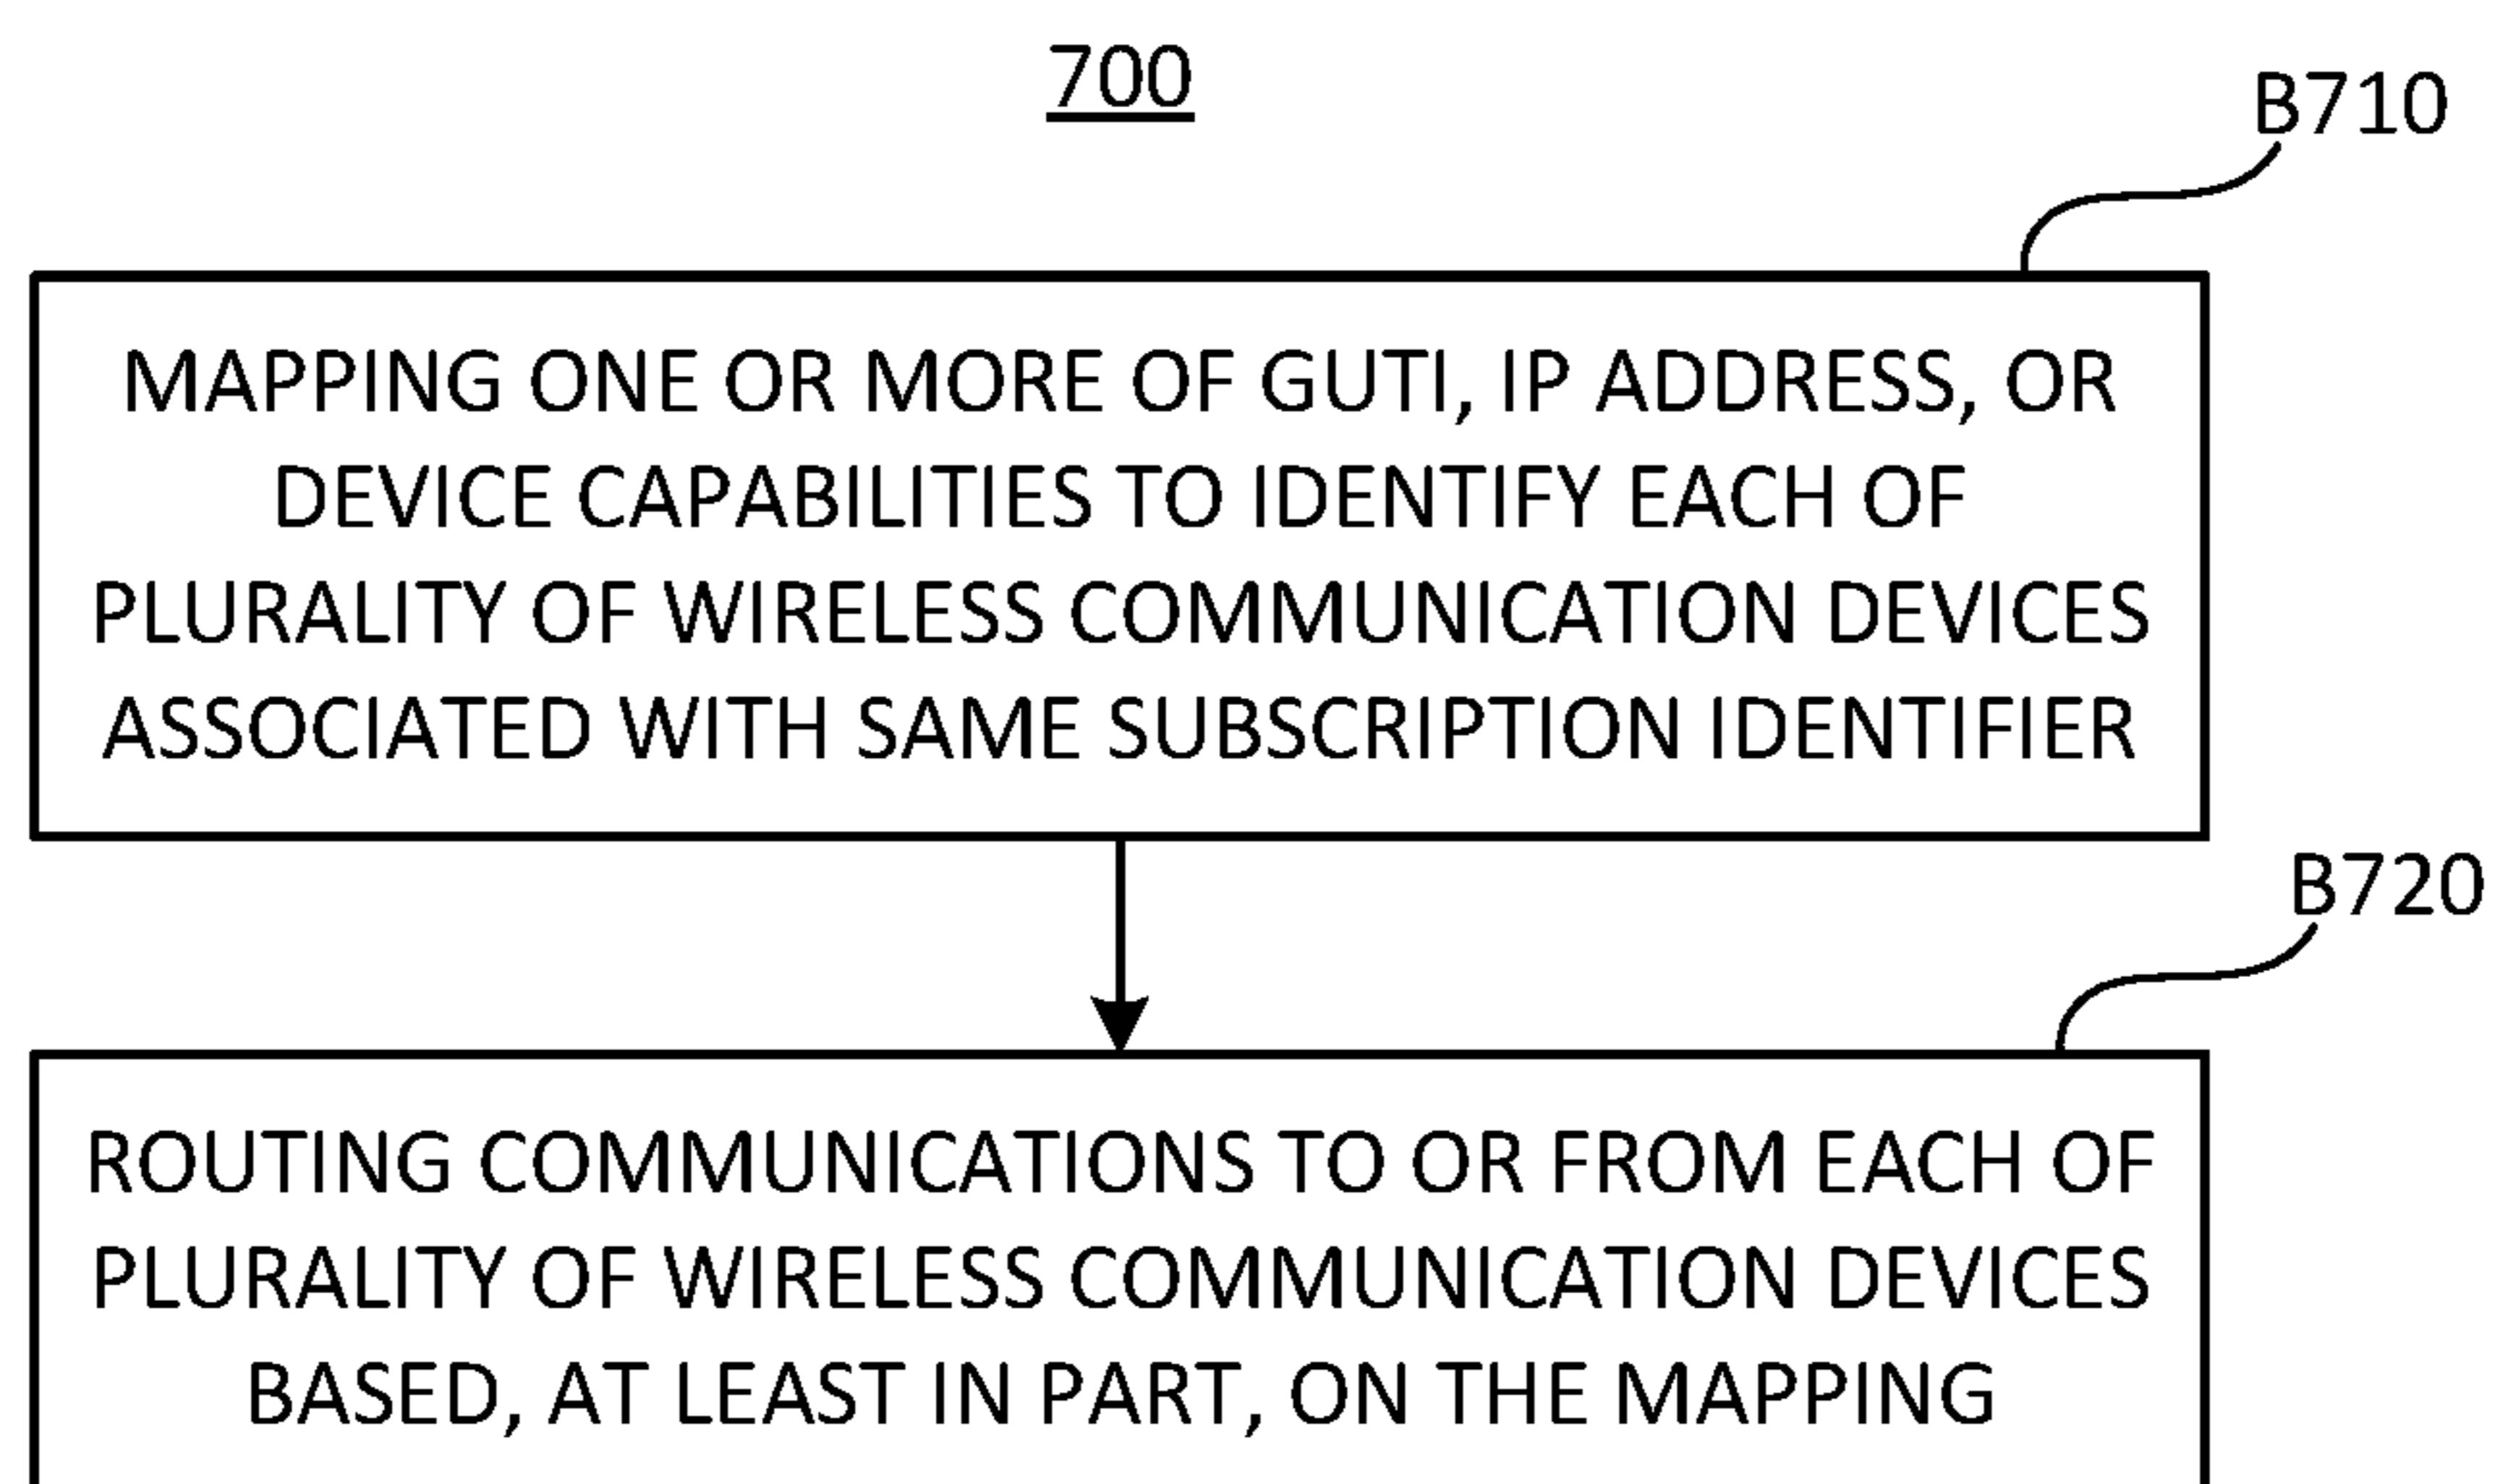 700
B710
MAPPING ONE OR MORE OF GUTI, IP ADDRESS, OR
DEVICE CAPABILITIES TO IDENTIFY EACH OF
PLURALITY OF WIRELESS COMMUNICATION DEVICES
ASSOCIATED WITH SAME SUBSCRIPTION IDENTIFIER
B720
ROUTING COMMUNICATIONS TO OR FROM EACH OF
PLURALITY OF WIRELESS COMMUNICATION DEVICES
BASED, AT LEAST IN PART, ON THE MAPPING